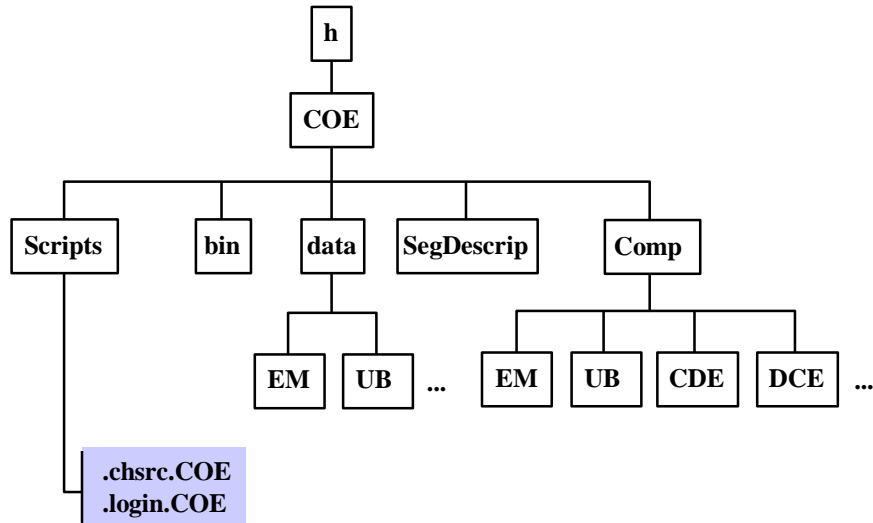 h
COE
Scripts bin data SegDescrip Comp
EM UB ... EM UB CDE DCE ...
.chsrc.COE
.login.COE